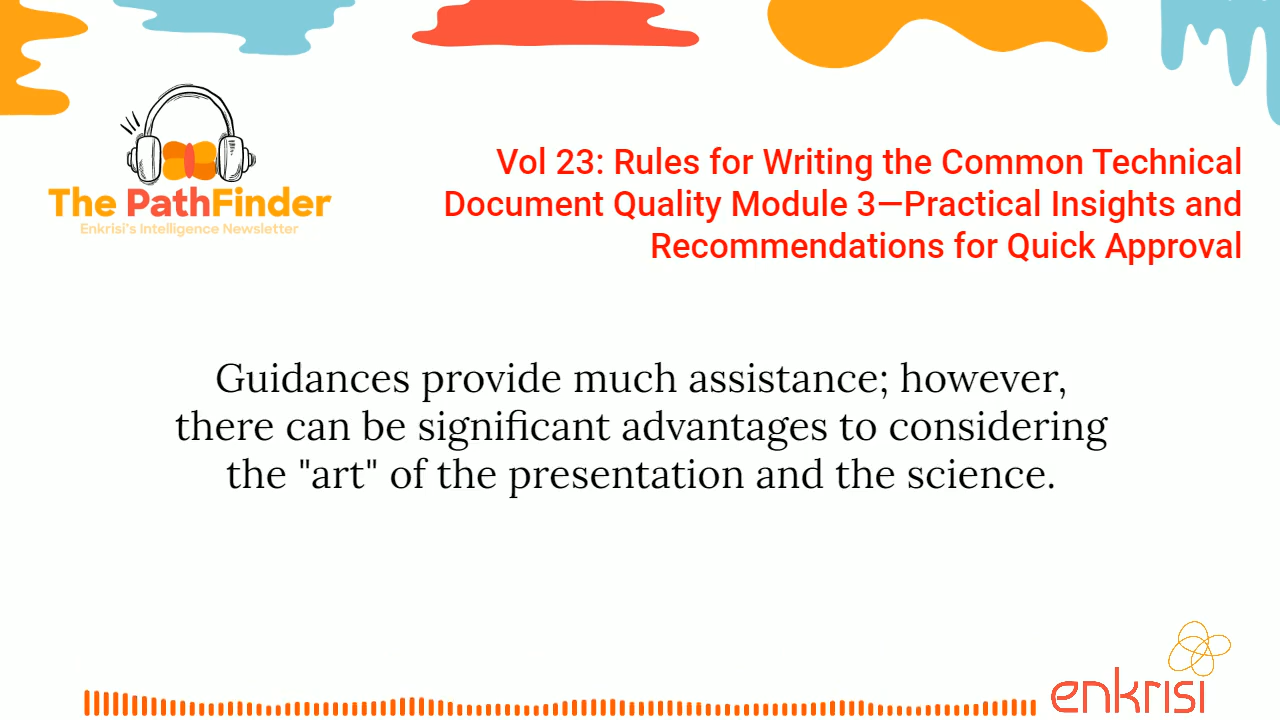 The PathFinder
Enkrisi's Intelligence Newsletter
Vol 23: Rules for Writing the Common Technical
Document Quality Module 3—Practical Insights and
Recommendations for Quick Approval
Guidances provide much assistance; however,
there can be significant advantages to considering
the "art" of the presentation and the science.
enkrisi